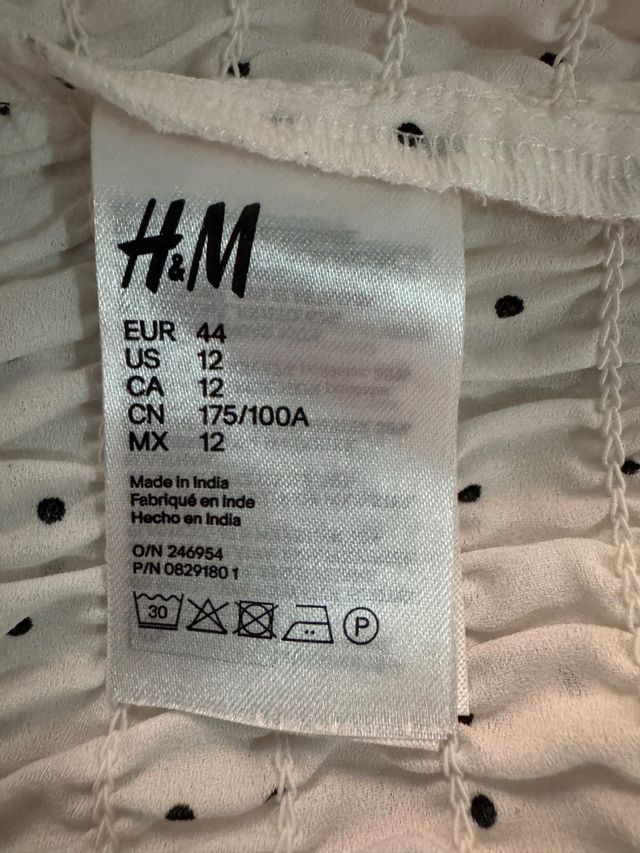 H&M
EUR 44
US 12
CA 12
CN 175/100A
MX 12
Made in India
Fabriqué en Inde
Hecho en India
O/N 246954
P/N 0829180 1
30 P